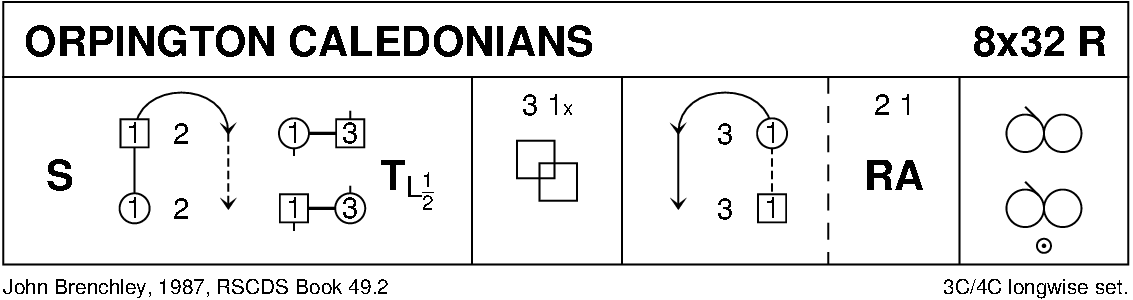 ORPINGTON CALEDONIANS 8x32 R
S 1 2 1 2 1 3 1 3 T L 1/2
3 1x
3 1 3 1
2 1
RA
John Brenchley, 1987, RSCDS Book 49.2 3C/4C longwise set.